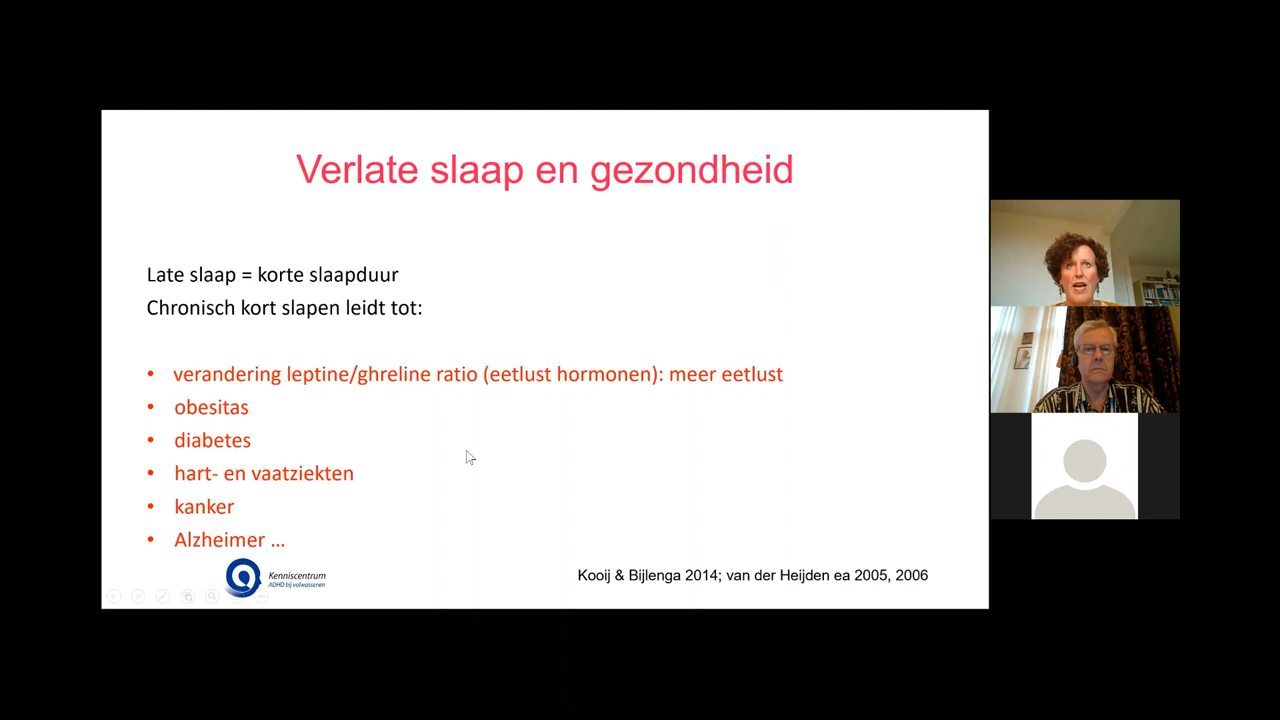 Verlate slaap en gezondheid
Late slaap = korte slaapduur
Chronisch kort slapen leidt tot:
• verandering leptine/ghreline ratio (eetlust hormonen): meer eetlust
• obesitas
• diabetes
• hart- en vaatziekten
• kanker
• Alzheimer ...
Kenniscentrum
ADHD bij volwassenen
Kooij & Bijlenga 2014; van der Heijden ea 2005, 2006